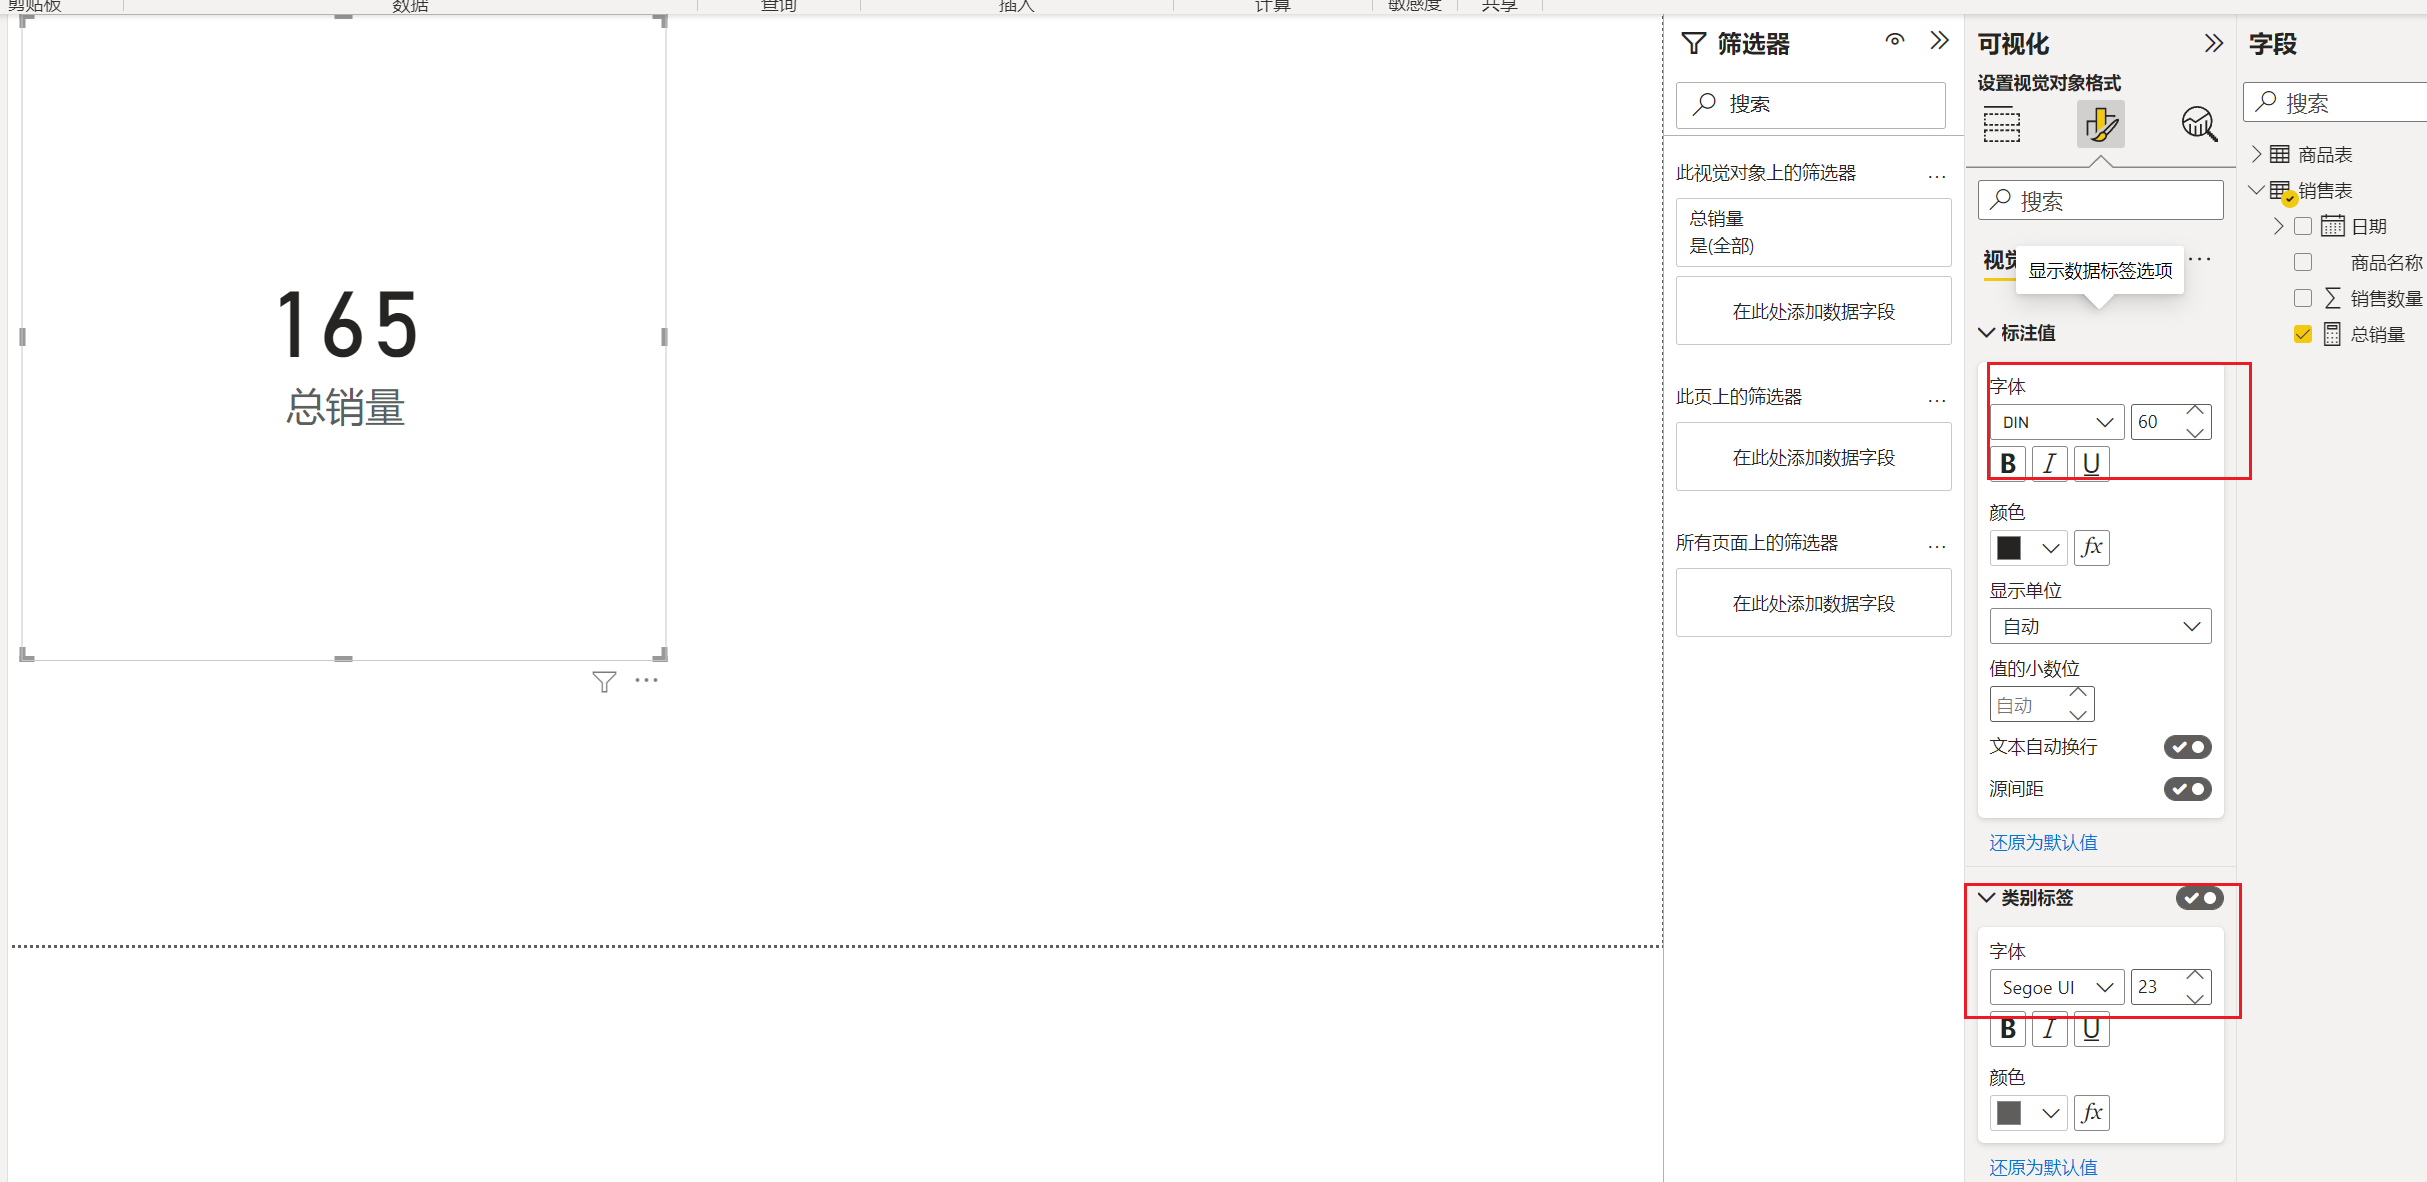 剪贴板
数据
查询
插入
计算
敏感度
共享
165
总销量
筛选器
搜索
此视觉对象上的筛选器
总销量
是(全部)
在此处添加数据字段
此页上的筛选器
在此处添加数据字段
所有页面上的筛选器
在此处添加数据字段
可视化
设置视觉对象格式
搜索
视觉
显示数据标签选项
标注值
字体
DIN
60
B I U
颜色
fx
显示单位
自动
值的小数位
自动
文本自动换行
源间距
还原为默认值
类别标签
字体
Segoe UI
23
B I U
颜色
fx
还原为默认值
字段
搜索
商品表
销售表
日期
商品名称
销售数量
总销量